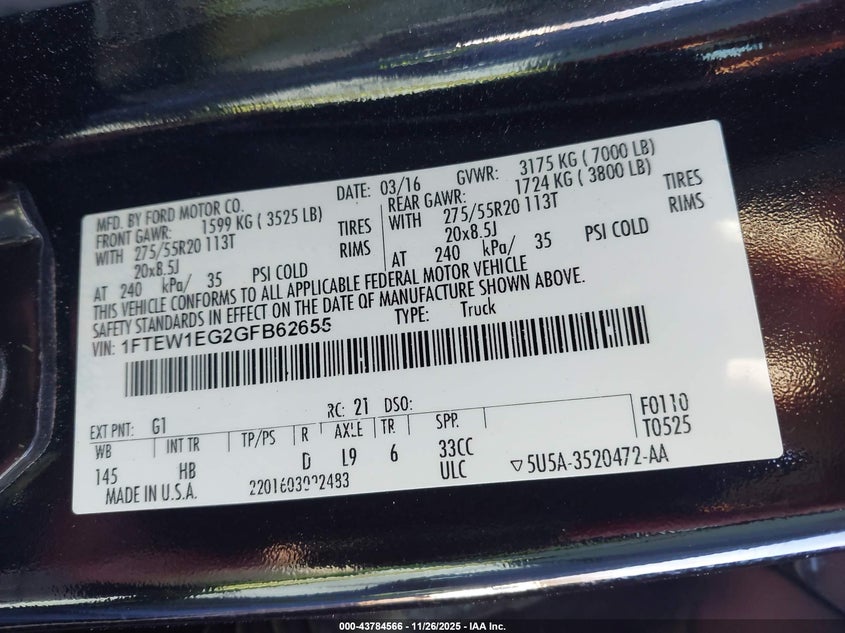 MFD. BY FORD MOTOR CO.
DATE: 03/16
GVWR: 3175 KG ( 7000 LB)
FRONT GAWR: 1599 KG ( 3525 LB)
REAR GAWR: 1724 KG ( 3800 LB)
WITH 275/55R20 113T TIRES
WITH 275/55R20 113T TIRES
20x8.5J RIMS
20x8.5J RIMS
AT 240 kPa/ 35 PSI COLD
AT 240 kPa/ 35 PSI COLD
THIS VEHICLE CONFORMS TO ALL APPLICABLE FEDERAL MOTOR VEHICLE
SAFETY STANDARDS IN EFFECT ON THE DATE OF MANUFACTURE SHOWN ABOVE.
VIN: 1FTEW1EG2GFB62655
TYPE: Truck
EXT PNT: G1
RC: 21 DSO:
WB INT TR TP/PS R AXLE TR SPP.
F0110
T0525
145 HB D L9 6 33CC
ULC
▽5U5A-3520472-AA
MADE IN U.S.A.
000-43784566 - 11/26/2025 - IAA Inc.